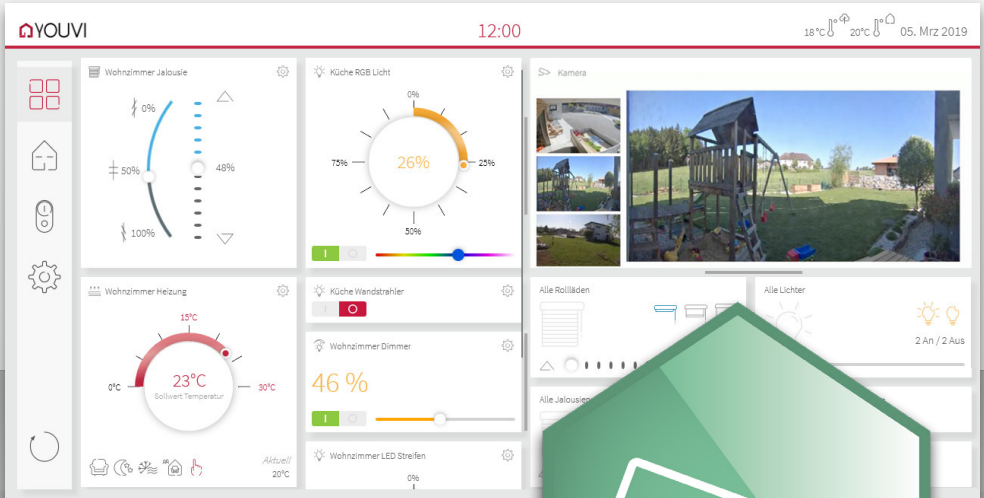 YOUVI
12:00
18°C
20°C
05. Mrz 2019
Wohnzimmer Jalousie
0%
50%
100%
48%
Küche RGB Licht
0%
75%
26%
25%
50%
Kamera
Wohnzimmer Heizung
15°C
0°C
23°C
30°C
Sollwert Temperatur
Aktuell
20°C
Küche Wandstrahler
Wohnzimmer Dimmer
46 %
Wohnzimmer LED Streifen
0%
Alle Rollläden
Alle Lichter
2 An / 2 Aus
Alle Jalousien